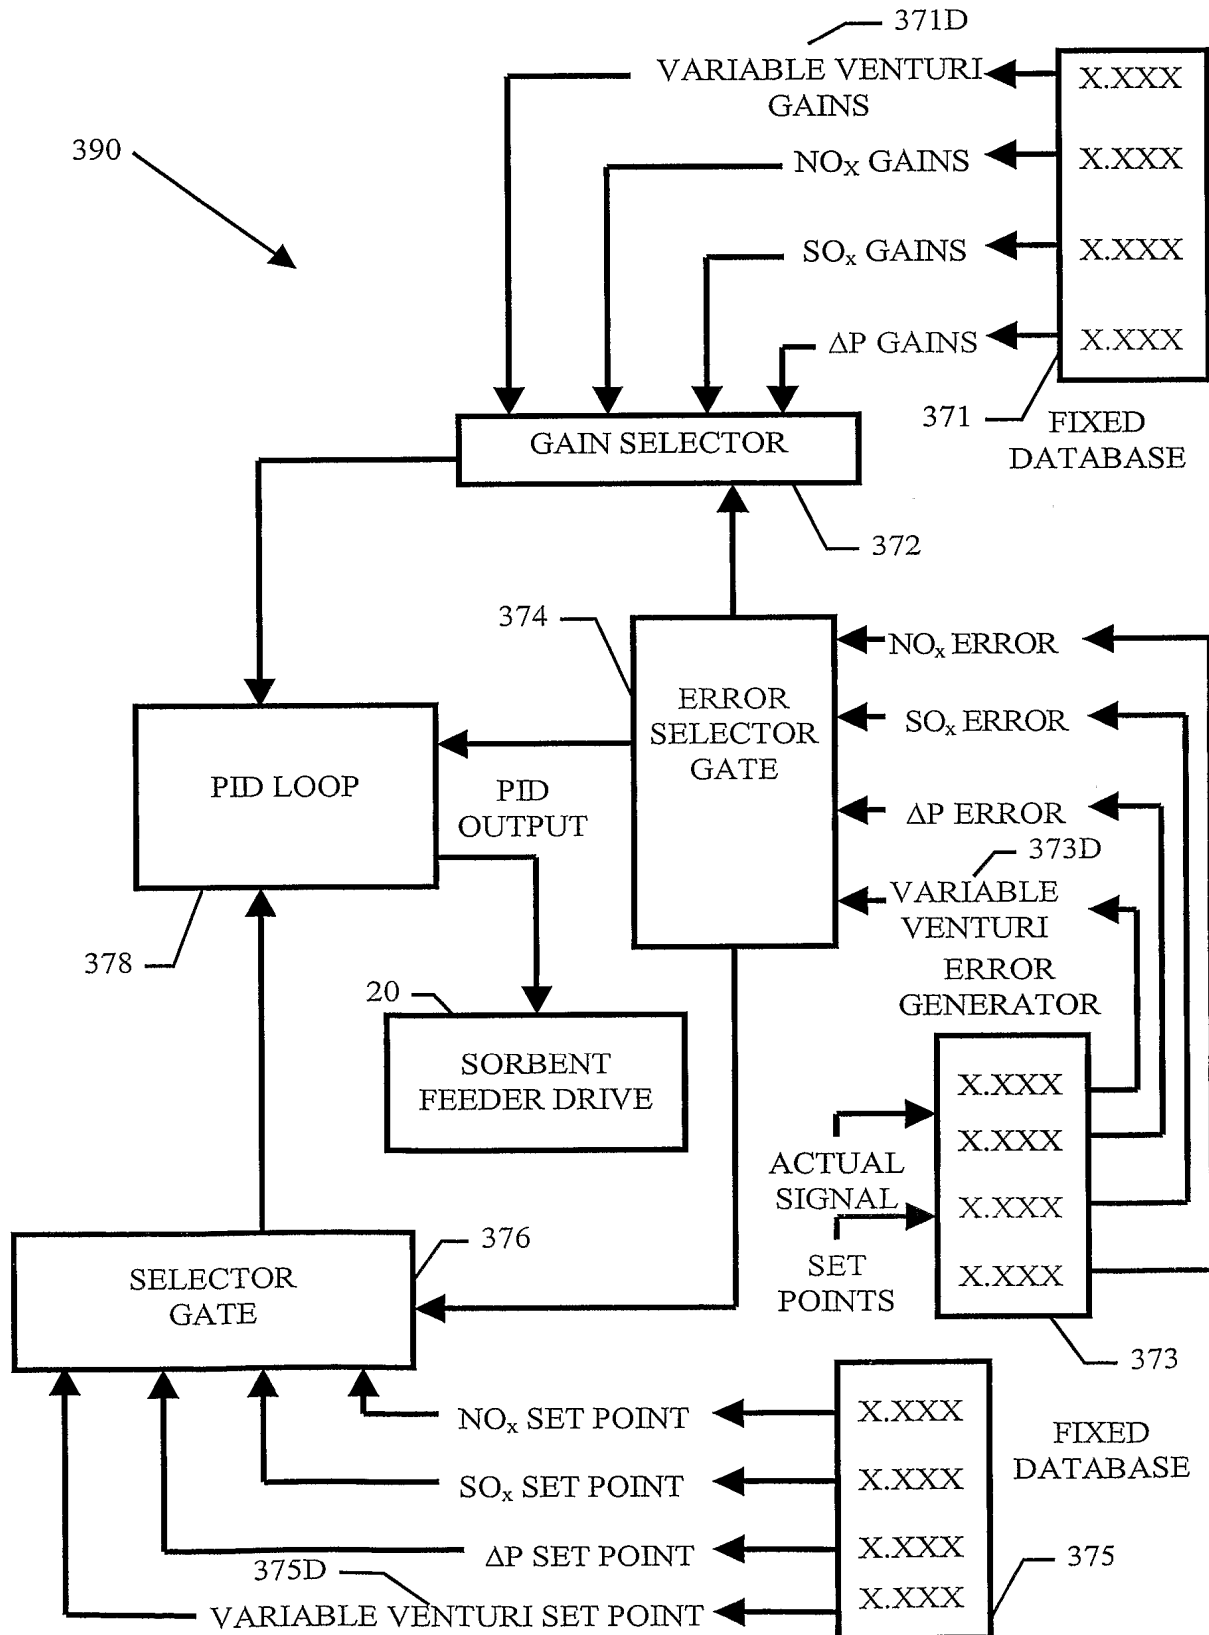 371D
VARIABLE VENTURI
GAINS
X.XXX
390
NOX GAINS
X.XXX
SOx GAINS
X.XXX
ΔP GAINS
X.XXX
371
FIXED
DATABASE
GAIN SELECTOR
372
374
NOx ERROR
ERROR
SELECTOR
GATE
SOx ERROR
PID LOOP
PID
OUTPUT
ΔP ERROR
373D
VARIABLE
VENTURI
ERROR
GENERATOR
378
20
SORBENT
FEEDER DRIVE
X.XXX
X.XXX
X.XXX
X.XXX
ACTUAL
SIGNAL
SET
POINTS
373
376
SELECTOR
GATE
NOx SET POINT
X.XXX
FIXED
DATABASE
SOx SET POINT
X.XXX
ΔP SET POINT
X.XXX
375
375D
VARIABLE VENTURI SET POINT
X.XXX